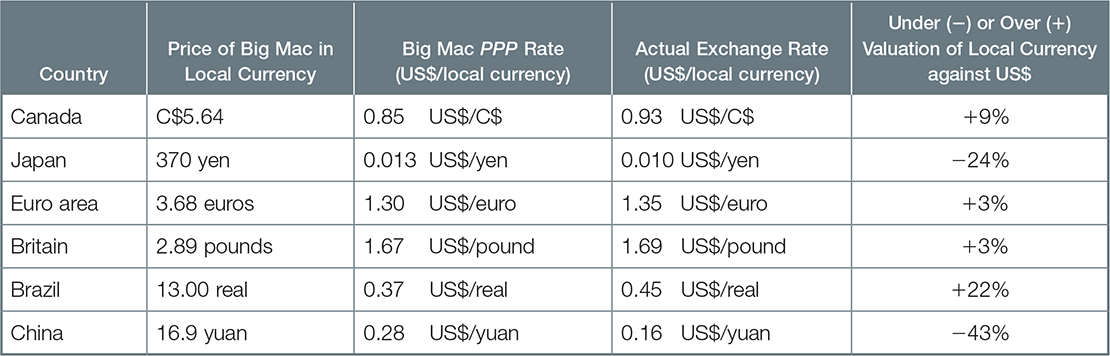 Country
Price of Big Mac in
Local Currency
Big Mac PPP Rate
(US$/local currency)
Actual Exchange Rate
(US$/local currency)
Under (−) or Over (+)
Valuation of Local Currency
against US$
Canada C$5.64 0.85 US$/C$ 0.93 US$/C$ +9%
Japan 370 yen 0.013 US$/yen 0.010 US$/yen −24%
Euro area 3.68 euros 1.30 US$/euro 1.35 US$/euro +3%
Britain 2.89 pounds 1.67 US$/pound 1.69 US$/pound +3%
Brazil 13.00 real 0.37 US$/real 0.45 US$/real +22%
China 16.9 yuan 0.28 US$/yuan 0.16 US$/yuan −43%